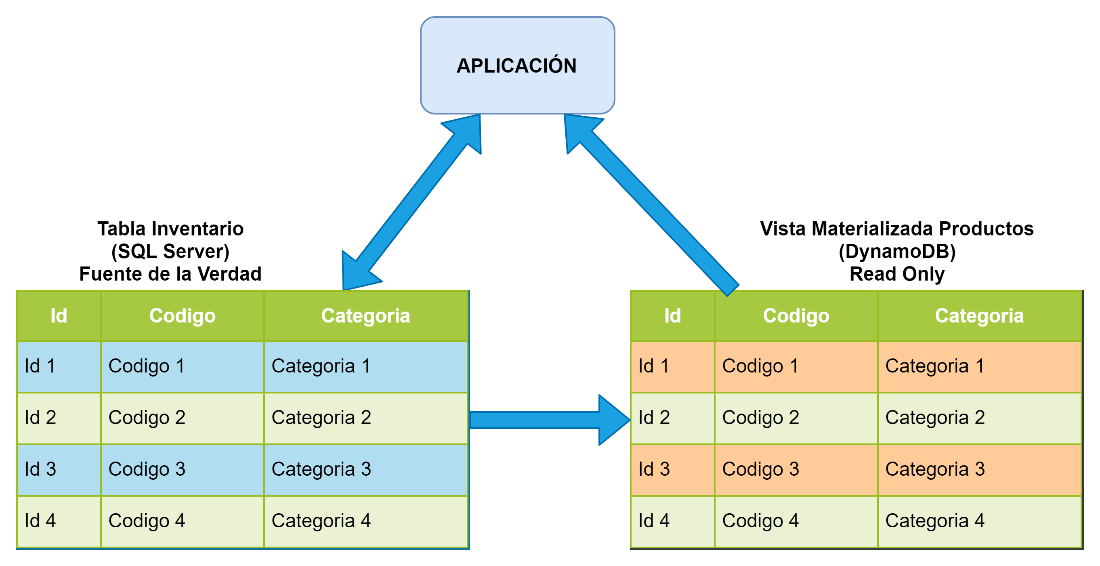 APLICACIÓN
Tabla Inventario
(SQL Server)
Fuente de la Verdad
Id Codigo Categoria
Id 1 Codigo 1 Categoria 1
Id 2 Codigo 2 Categoria 2
Id 3 Codigo 3 Categoria 3
Id 4 Codigo 4 Categoria 4
Vista Materializada Productos
(DynamoDB)
Read Only
Id Codigo Categoria
Id 1 Codigo 1 Categoria 1
Id 2 Codigo 2 Categoria 2
Id 3 Codigo 3 Categoria 3
Id 4 Codigo 4 Categoria 4